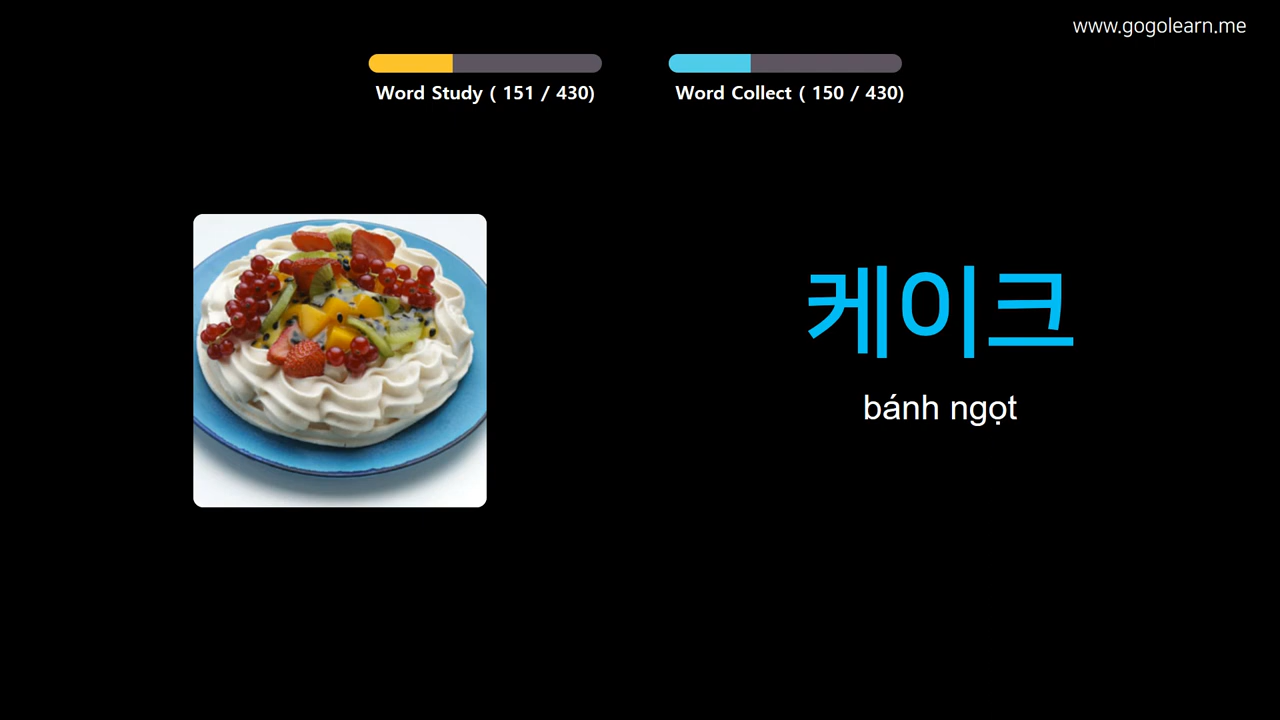 www.gogolearn.me
Word Study ( 151 / 430)
Word Collect ( 150 / 430)
케이크
bánh ngọt